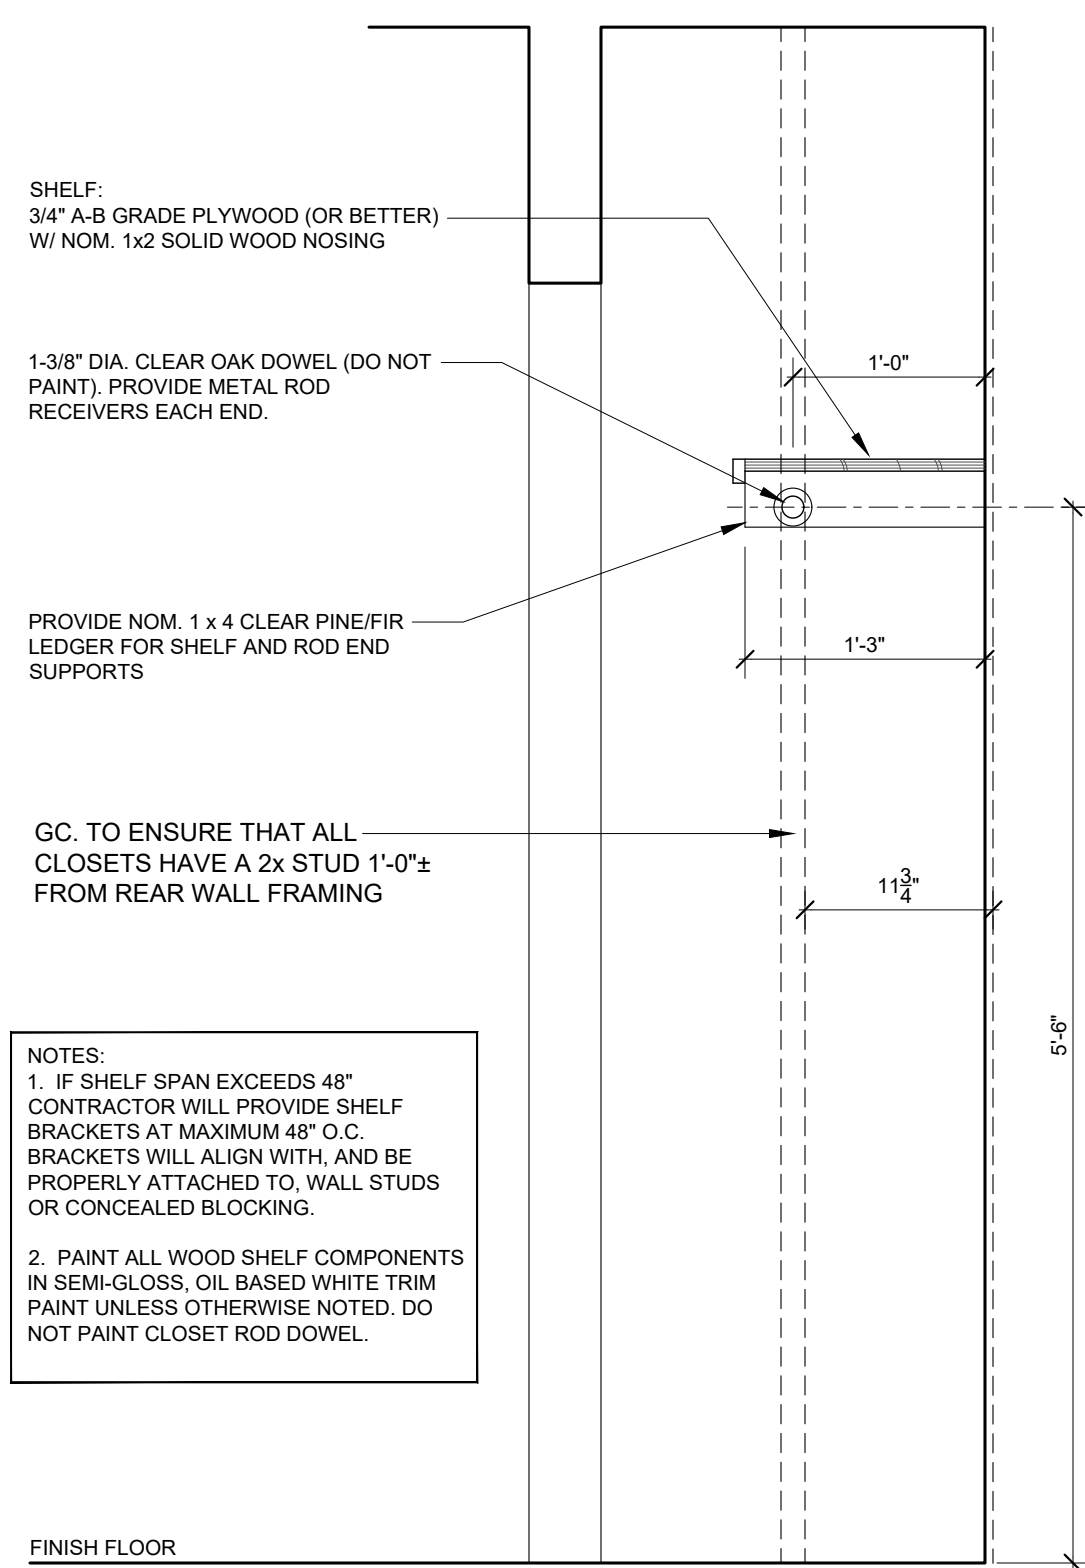 SHELF:
3/4" A-B GRADE PLYWOOD (OR BETTER)
W/ NOM. 1x2 SOLID WOOD NOSING
1-3/8" DIA. CLEAR OAK DOWEL (DO NOT
PAINT). PROVIDE METAL ROD
RECEIVERS EACH END.
1'-0"
PROVIDE NOM. 1 x 4 CLEAR PINE/FIR
LEDGER FOR SHELF AND ROD END
SUPPORTS
1'-3"
GC. TO ENSURE THAT ALL
CLOSETS HAVE A 2x STUD 1'-0"±
FROM REAR WALL FRAMING
11 3/4"
5'-6"
NOTES:
1. IF SHELF SPAN EXCEEDS 48"
CONTRACTOR WILL PROVIDE SHELF
BRACKETS AT MAXIMUM 48" O.C.
BRACKETS WILL ALIGN WITH, AND BE
PROPERLY ATTACHED TO, WALL STUDS
OR CONCEALED BLOCKING.
2. PAINT ALL WOOD SHELF COMPONENTS
IN SEMI-GLOSS, OIL BASED WHITE TRIM
PAINT UNLESS OTHERWISE NOTED. DO
NOT PAINT CLOSET ROD DOWEL.
FINISH FLOOR